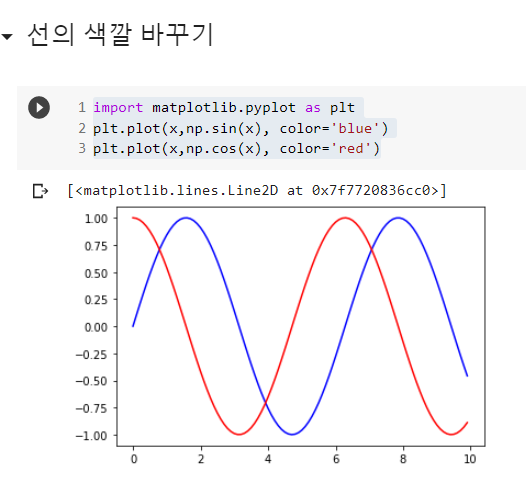 선의 색깔 바꾸기
1 import matplotlib.pyplot as plt
2 plt.plot(x,np.sin(x), color='blue')
3 plt.plot(x,np.cos(x), color='red')
[<matplotlib.lines.Line2D at 0x7f7720836cc0>]
1.00
0.75
0.50
0.25
0.00
−0.25
−0.50
−0.75
−1.00
0 2 4 6 8 10